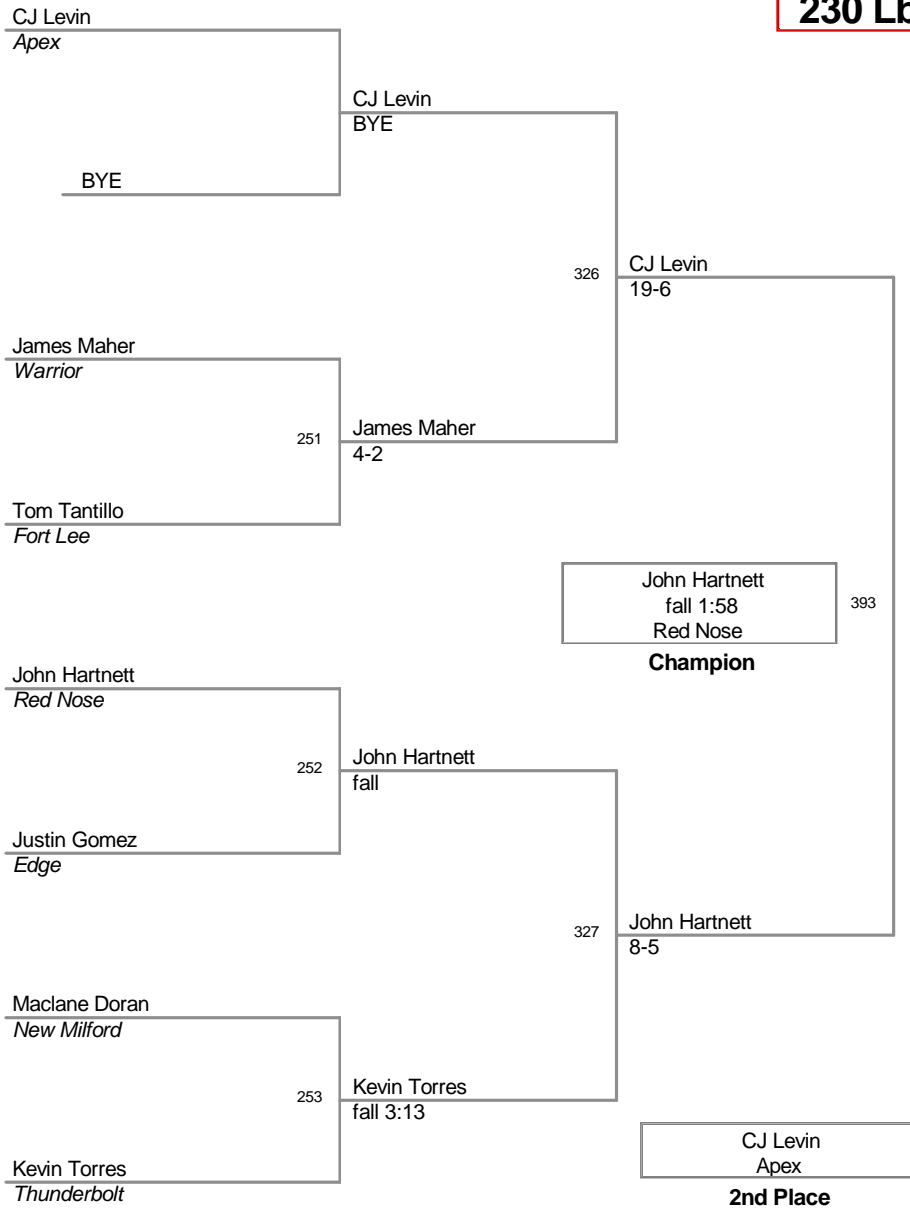 230 Lb
CJ Levin
Apex
CJ Levin
BYE
BYE
326
CJ Levin
19-6
James Maher
Warrior
251
James Maher
4-2
Tom Tantillo
Fort Lee
John Hartnett
fall 1:58
Red Nose
393
Champion
John Hartnett
Red Nose
252
John Hartnett
fall
Justin Gomez
Edge
327
John Hartnett
8-5
Maclane Doran
New Milford
253
Kevin Torres
fall 3:13
Kevin Torres
Thunderbolt
CJ Levin
Apex
2nd Place